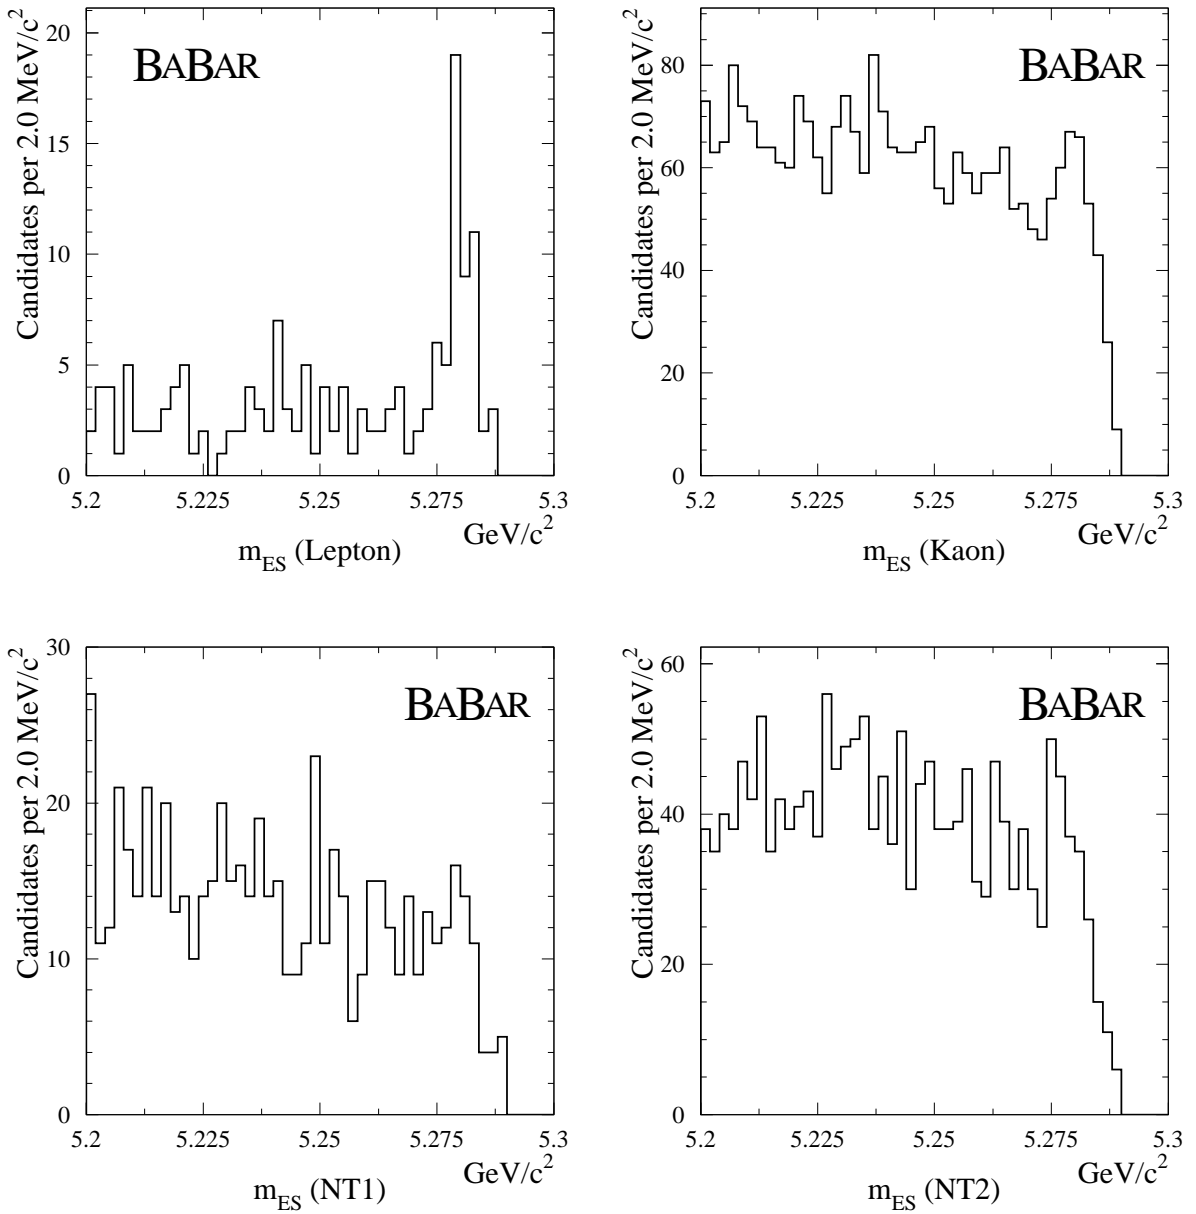 Candidates per 2.0 MeV/c²
BABAR
20
15
10
5
0
5.2 5.225 5.25 5.275 5.3
GeV/c²
m_ES (Lepton)
Candidates per 2.0 MeV/c²
BABAR
80
60
40
20
0
5.2 5.225 5.25 5.275 5.3
GeV/c²
m_ES (Kaon)
Candidates per 2.0 MeV/c²
BABAR
30
20
10
0
5.2 5.225 5.25 5.275 5.3
GeV/c²
m_ES (NT1)
Candidates per 2.0 MeV/c²
BABAR
60
40
20
0
5.2 5.225 5.25 5.275 5.3
GeV/c²
m_ES (NT2)